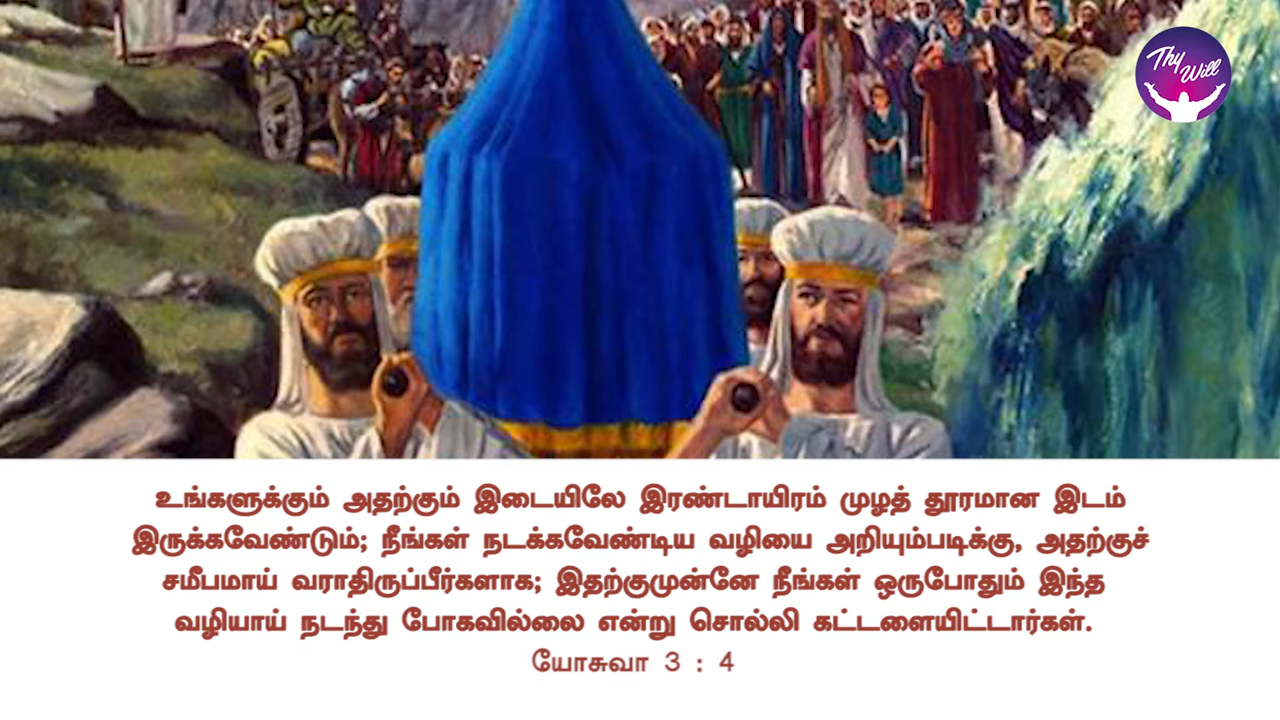 Thy
Will
உங்களுக்கும் அதற்கும் இடையிலே இரண்டாயிரம் முழத் தூரமான இடம்
இருக்கவேண்டும்; நீங்கள் நடக்கவேண்டிய வழியை அறியும்படிக்கு, அதற்குச்
சமீபமாய் வராதிருப்பீர்களாக; இதற்குமுன்னே நீங்கள் ஒருபோதும் இந்த
வழியாய் நடந்து போகவில்லை என்று சொல்லி கட்டளையிட்டார்கள்.
யோசுவா 3 : 4